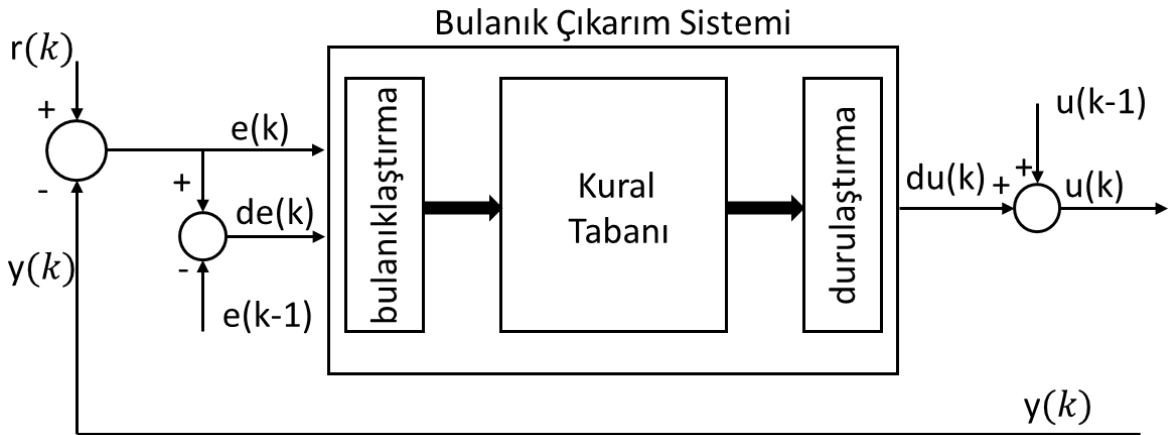 Bulanık Çıkarım Sistemi
r(k)
+
-
y(k)
e(k)
+
de(k)
-
e(k-1)
bulanıklaştırma
Kural
Tabanı
durulaştırma
du(k)
+
+
u(k-1)
u(k)
y(k)